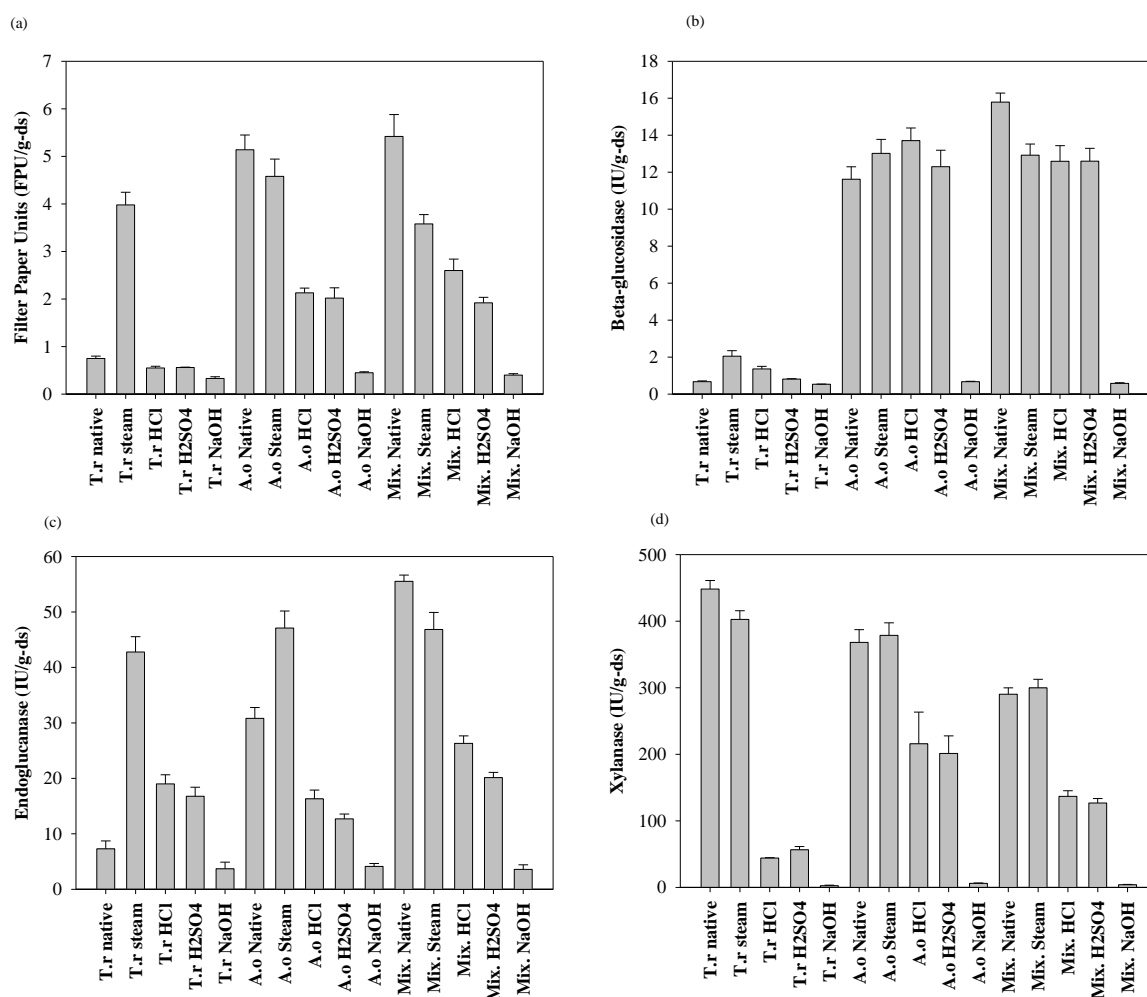 (a)
Filter Paper Units (FPU/g-ds)
7
6
5
4
3
2
1
0
T.r native
T.r steam
T.r HCl
T.r H2SO4
T.r NaOH
A.o Native
A.o Steam
A.o HCl
A.o H2SO4
A.o NaOH
Mix. Native
Mix. Steam
Mix. HCl
Mix. H2SO4
Mix. NaOH
(b)
Beta-glucosidase (IU/g-ds)
18
16
14
12
10
8
6
4
2
0
T.r native
T.r steam
T.r HCl
T.r H2SO4
T.r NaOH
A.o Native
A.o Steam
A.o HCl
A.o H2SO4
A.o NaOH
Mix. Native
Mix. Steam
Mix. HCl
Mix. H2SO4
Mix. NaOH
(c)
Endoglucanase (IU/g-ds)
60
50
40
30
20
10
0
T.r native
T.r steam
T.r HCl
T.r H2SO4
T.r NaOH
A.o Native
A.o Steam
A.o HCl
A.o H2SO4
A.o NaOH
Mix. Native
Mix. Steam
Mix. HCl
Mix. H2SO4
Mix. NaOH
(d)
Xylanase (IU/g-ds)
500
400
300
200
100
0
T.r native
T.r steam
T.r HCl
T.r H2SO4
T.r NaOH
A.o Native
A.o Steam
A.o HCl
A.o H2SO4
A.o NaOH
Mix. Native
Mix. Steam
Mix. HCl
Mix. H2SO4
Mix. NaOH